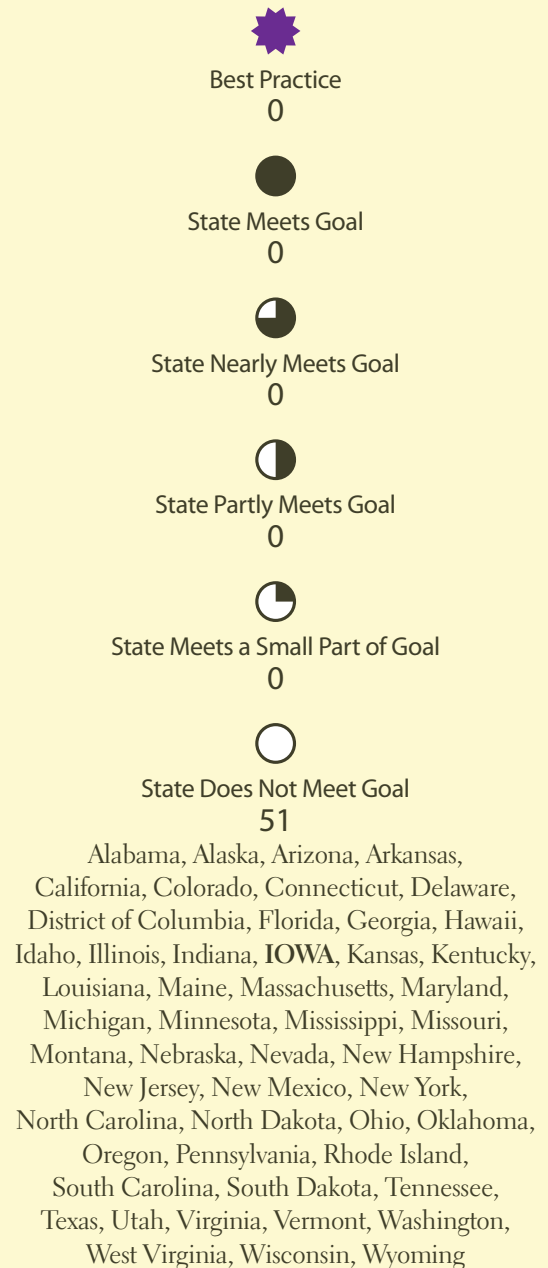 Best Practice
0
State Meets Goal
0
State Nearly Meets Goal
0
State Partly Meets Goal
0
State Meets a Small Part of Goal
0
State Does Not Meet Goal
51
Alabama, Alaska, Arizona, Arkansas,
California, Colorado, Connecticut, Delaware,
District of Columbia, Florida, Georgia, Hawaii,
Idaho, Illinois, Indiana, IOWA, Kansas, Kentucky,
Louisiana, Maine, Massachusetts, Maryland,
Michigan, Minnesota, Mississippi, Missouri,
Montana, Nebraska, Nevada, New Hampshire,
New Jersey, New Mexico, New York,
North Carolina, North Dakota, Ohio, Oklahoma,
Oregon, Pennsylvania, Rhode Island,
South Carolina, South Dakota, Tennessee,
Texas, Utah, Virginia, Vermont, Washington,
West Virginia, Wisconsin, Wyoming